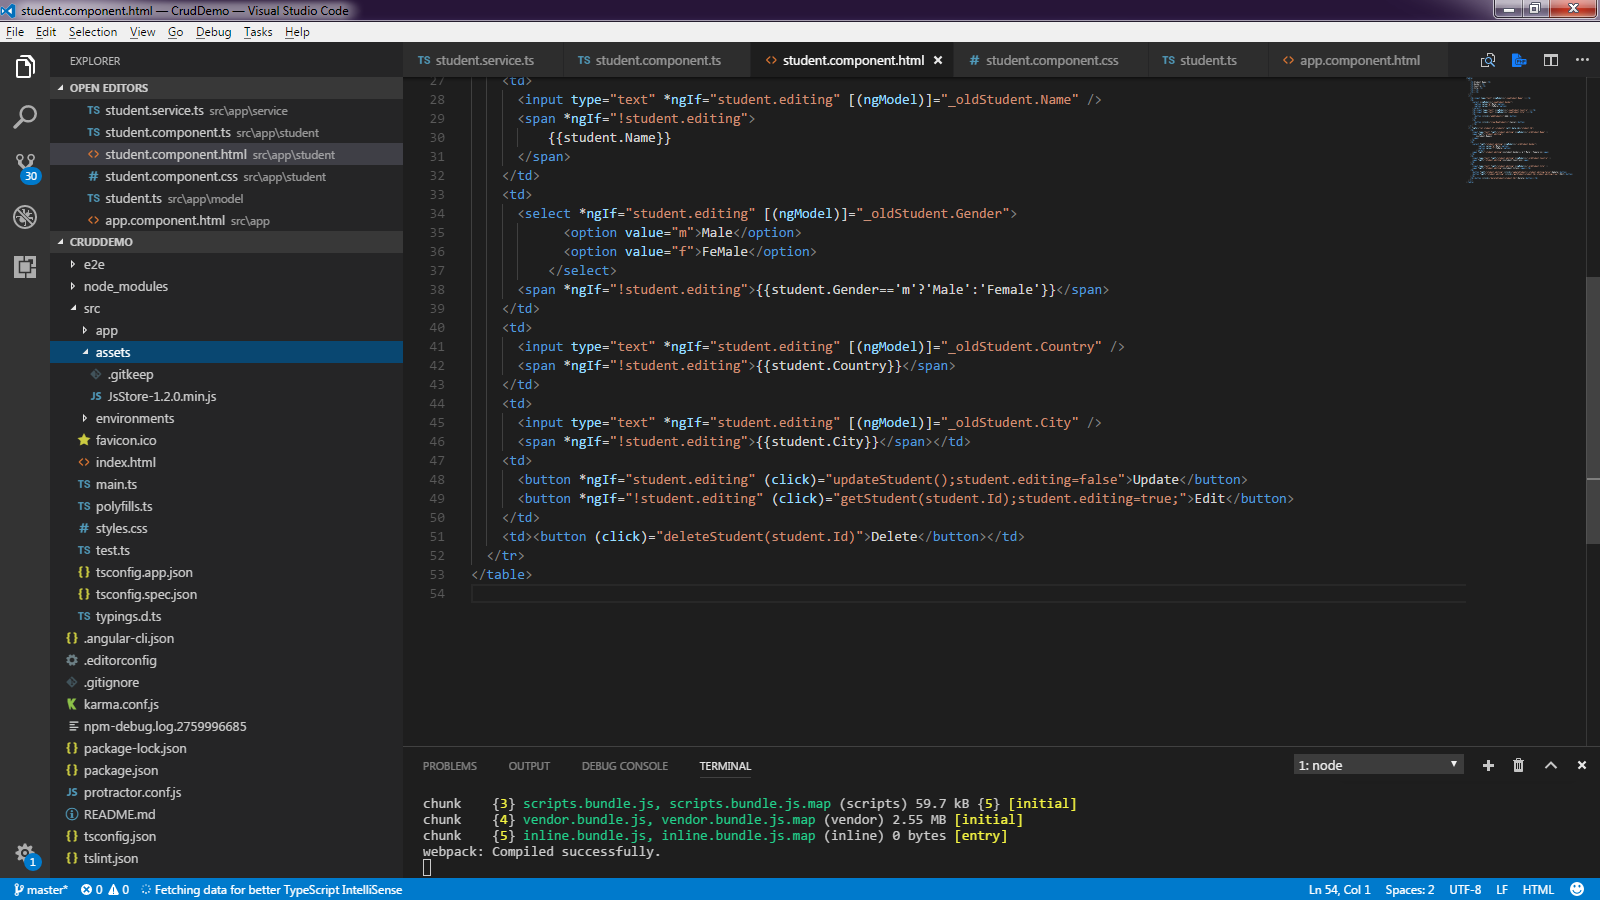 student.component.html — CrudDemo — Visual Studio Code
File Edit Selection View Go Debug Tasks Help
EXPLORER
OPEN EDITORS
TS student.service.ts src\app\service
TS student.component.ts src\app\student
<> student.component.html src\app\student
# student.component.css src\app\student
TS student.ts src\app\model
<> app.component.html src\app
CRUDDEMO
e2e
node_modules
src
app
assets
.gitkeep
JS JsStore-1.2.0.min.js
environments
favicon.ico
<> index.html
TS main.ts
TS polyfills.ts
# styles.css
TS test.ts
{} tsconfig.app.json
{} tsconfig.spec.json
TS typings.d.ts
{} .angular-cli.json
.editorconfig
.gitignore
K karma.conf.js
npm-debug.log.2759996685
{} package-lock.json
{} package.json
JS protractor.conf.js
README.md
{} tsconfig.json
{} tslint.json
30
1
TS student.service.ts TS student.component.ts <> student.component.html × # student.component.css TS student.ts <> app.component.html
27 <td>
28 <input type="text" *ngIf="student.editing" [(ngModel)]="_oldStudent.Name" />
29 <span *ngIf="!student.editing">
30 {{student.Name}}
31 </span>
32 </td>
33 <td>
34 <select *ngIf="student.editing" [(ngModel)]="_oldStudent.Gender">
35 <option value="m">Male</option>
36 <option value="f">FeMale</option>
37 </select>
38 <span *ngIf="!student.editing">{{student.Gender=='m'?'Male':'Female'}}</span>
39 </td>
40 <td>
41 <input type="text" *ngIf="student.editing" [(ngModel)]="_oldStudent.Country" />
42 <span *ngIf="!student.editing">{{student.Country}}</span>
43 </td>
44 <td>
45 <input type="text" *ngIf="student.editing" [(ngModel)]="_oldStudent.City" />
46 <span *ngIf="!student.editing">{{student.City}}</span></td>
47 <td>
48 <button *ngIf="student.editing" (click)="updateStudent();student.editing=false">Update</button>
49 <button *ngIf="!student.editing" (click)="getStudent(student.Id);student.editing=true;">Edit</button>
50 </td>
51 <td><button (click)="deleteStudent(student.Id)">Delete</button></td>
52 </tr>
53 </table>
54
PROBLEMS OUTPUT DEBUG CONSOLE TERMINAL 1: node
chunk {3} scripts.bundle.js, scripts.bundle.js.map (scripts) 59.7 kB {5} [initial]
chunk {4} vendor.bundle.js, vendor.bundle.js.map (vendor) 2.55 MB [initial]
chunk {5} inline.bundle.js, inline.bundle.js.map (inline) 0 bytes [entry]
webpack: Compiled successfully.
master* 0 0 Fetching data for better TypeScript IntelliSense Ln 54, Col 1 Spaces: 2 UTF-8 LF HTML